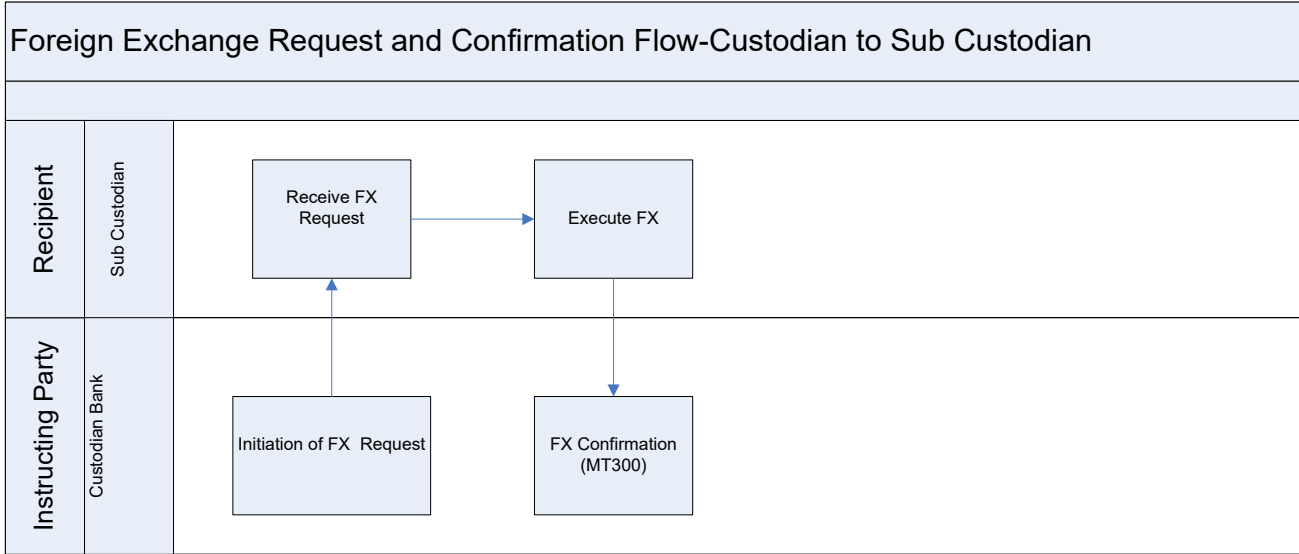 Foreign Exchange Request and Confirmation Flow-Custodian to Sub Custodian
Recipient
Sub Custodian
Receive FX
Request
Execute FX
Instructing Party
Custodian Bank
Initiation of FX  Request
FX Confirmation
(MT300)